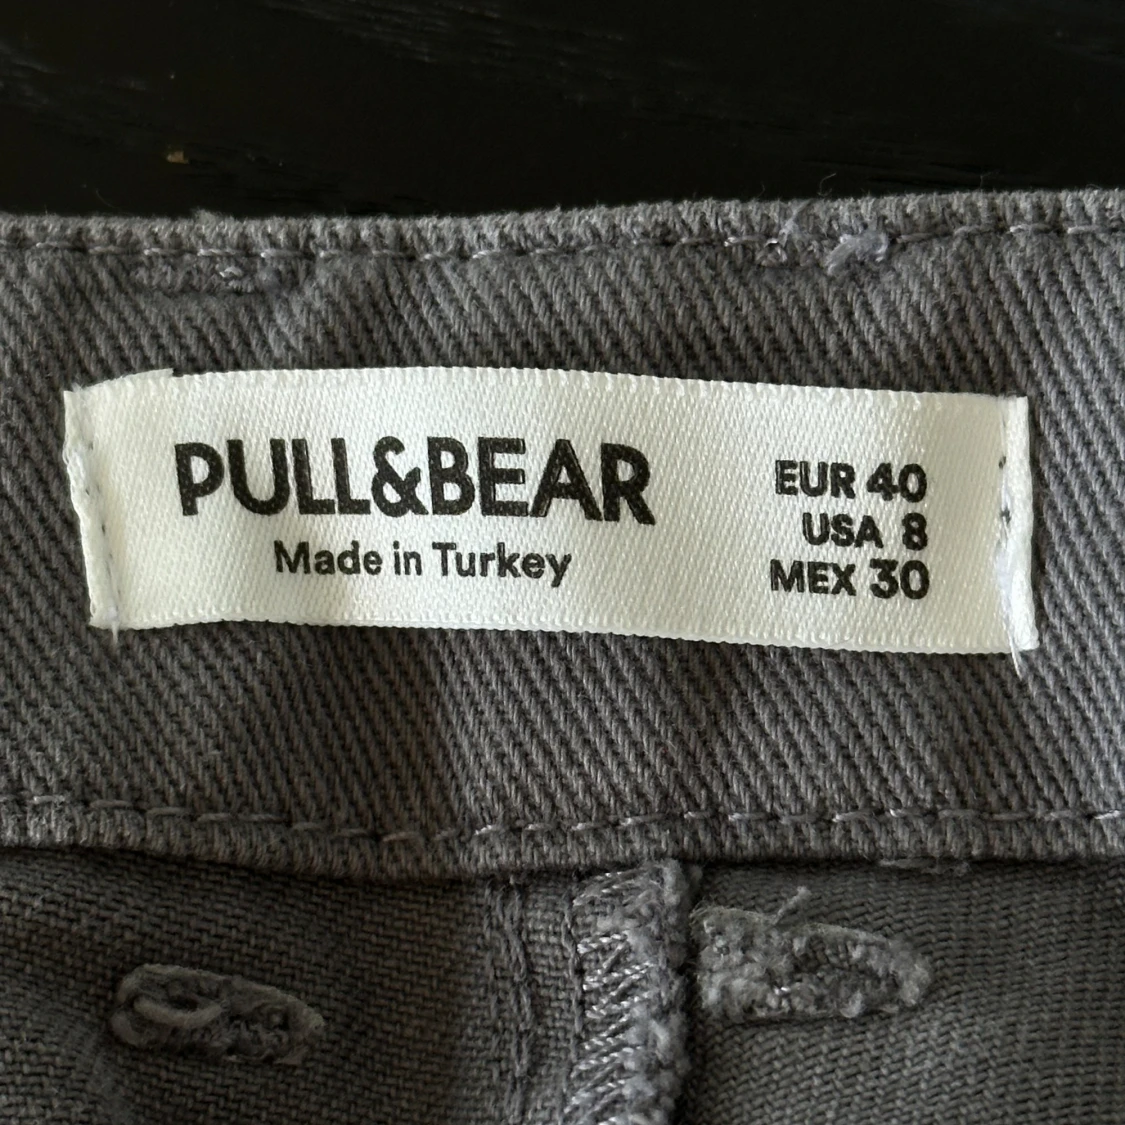 PULL&BEAR
Made in Turkey
EUR 40
USA 8
MEX 30